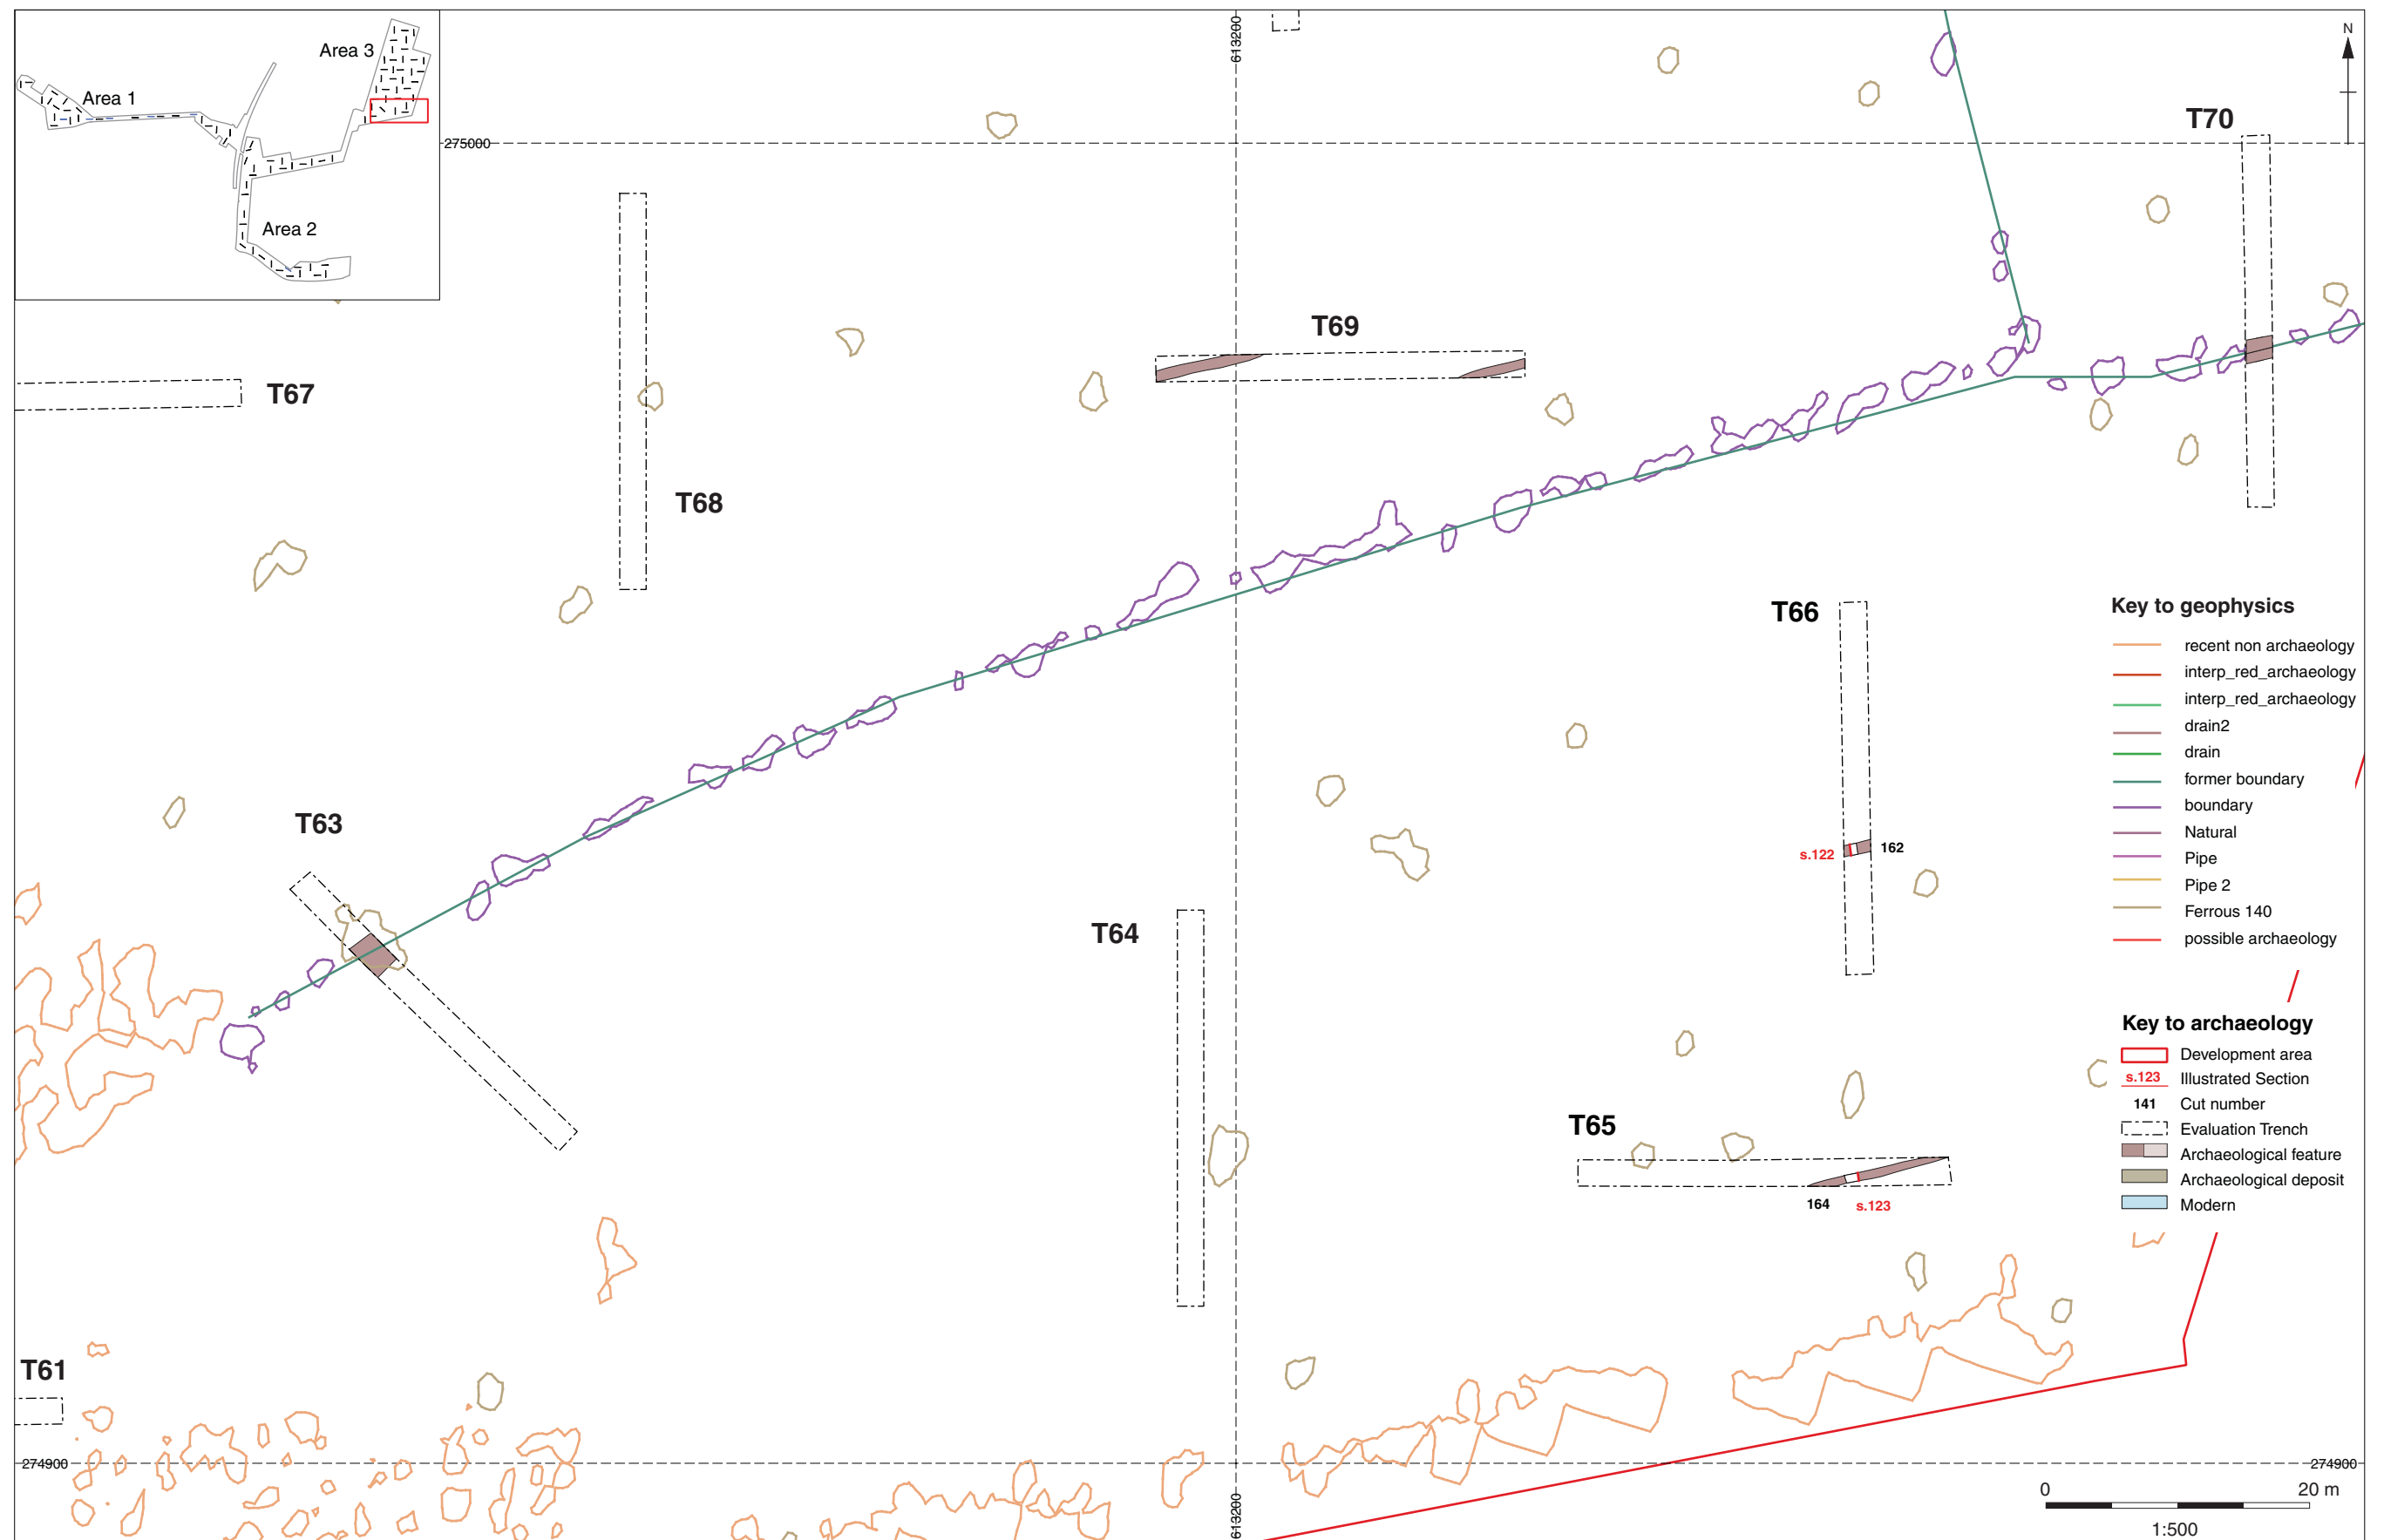 Area 3
Area 1
Area 2
613200
N
275000
T70
T69
T67
T68
T66
s.122
162
T63
T64
T65
164
s.123
T61
Key to geophysics
recent non archaeology
interp_red_archaeology
interp_red_archaeology
drain2
drain
former boundary
boundary
Natural
Pipe
Pipe 2
Ferrous 140
possible archaeology
Key to archaeology
Development area
s.123 Illustrated Section
141 Cut number
Evaluation Trench
Archaeological feature
Archaeological deposit
Modern
274900
274900
613200
0 20 m
1:500